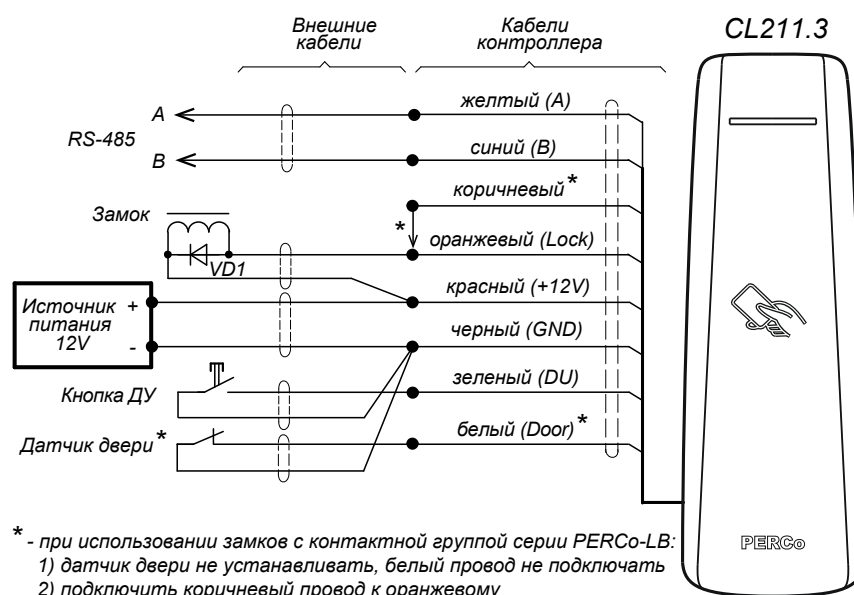 Внешние
кабели
Кабели
контроллера
CL211.3
A
RS-485
B
желтый (A)
синий (B)
коричневый*
*
Замок
VD1
оранжевый (Lock)
красный (+12V)
Источник
питания
12V
+
-
черный (GND)
Кнопка ДУ
зеленый (DU)
Датчик двери*
белый (Door)*
PERCo
* - при использовании замков с контактной группой серии PERCo-LB:
1) датчик двери не устанавливать, белый провод не подключать
2) подключить коричневый провод к оранжевому